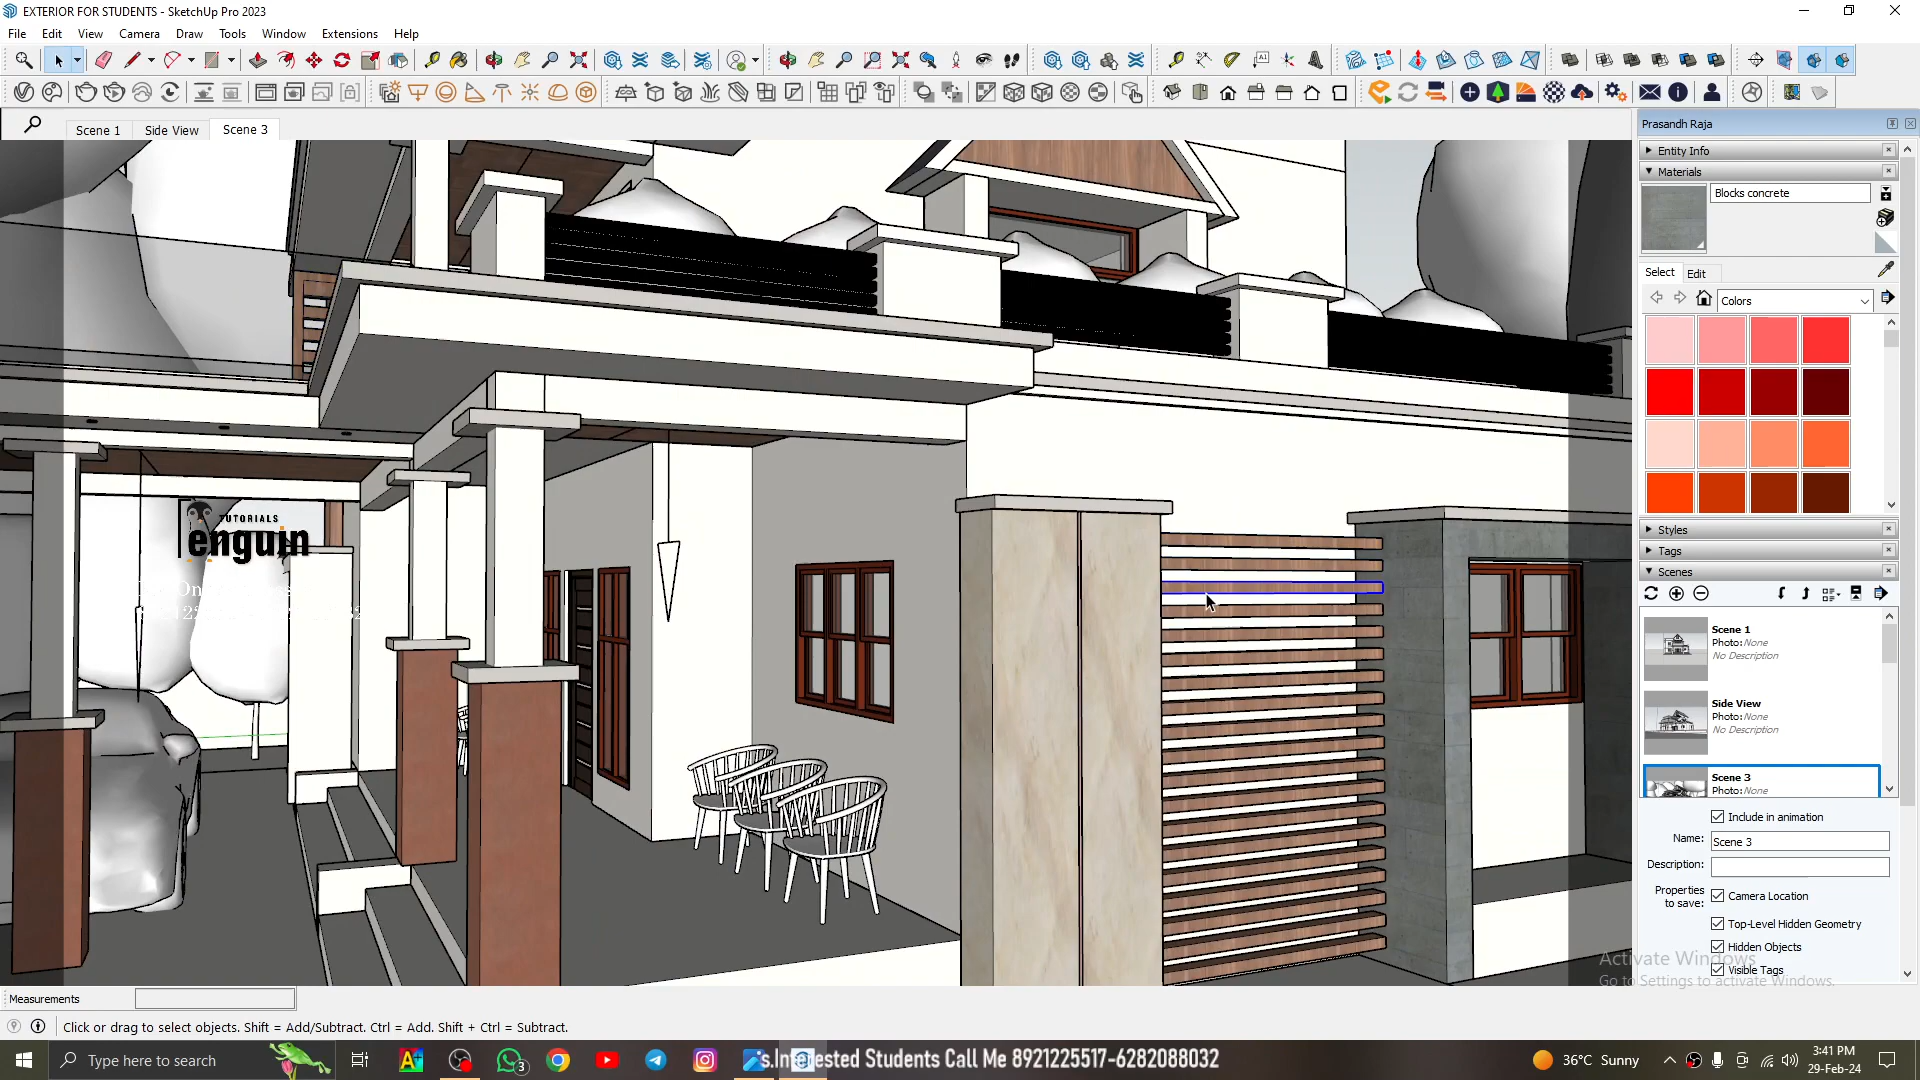 EXTERIOR FOR STUDENTS - SketchUp Pro 2023
File Edit View Camera Draw Tools Window Extensions Help
Scene 1 Side View Scene 3
Prasandh Raja
Entity Info
Materials
Blocks concrete
Select Edit
Colors
TUTORIALS
enguin
Styles
Tags
Scenes
Scene 1
Photo: None
No Description
Side View
Photo: None
No Description
Scene 3
Photo: None
Include in animation
Name: Scene 3
Description:
Properties to save:
Camera Location
Top-Level Hidden Geometry
Hidden Objects
Visible Tags
Activate Windows
Go to Settings to activate Windows.
Measurements
Click or drag to select objects. Shift = Add/Subtract. Ctrl = Add. Shift + Ctrl = Subtract.
Type here to search
3
s.Interested Students Call Me 8921225517-6282088032
36°C Sunny
3:41 PM
29-Feb-24